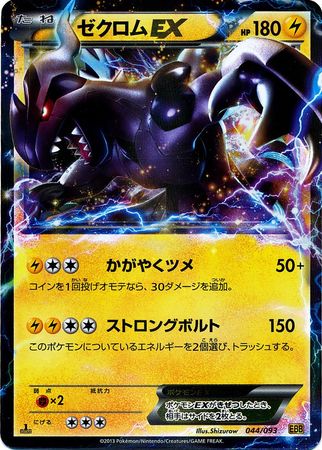 たね
ゼクロムEX HP180
かがやくツメ 50+
コインを1回投げオモテなら、30ダメージを追加。
ストロングボルト 150
このポケモンについているエネルギーを2個選び、トラッシュする。
弱点 抵抗力
×2
にげる
ポケモンEXがきぜつしたとき、
相手はサイドを2枚とる。
Illus. Shizurow 044/093 EBB
©2013 Pokémon/Nintendo/Creatures/GAME FREAK.